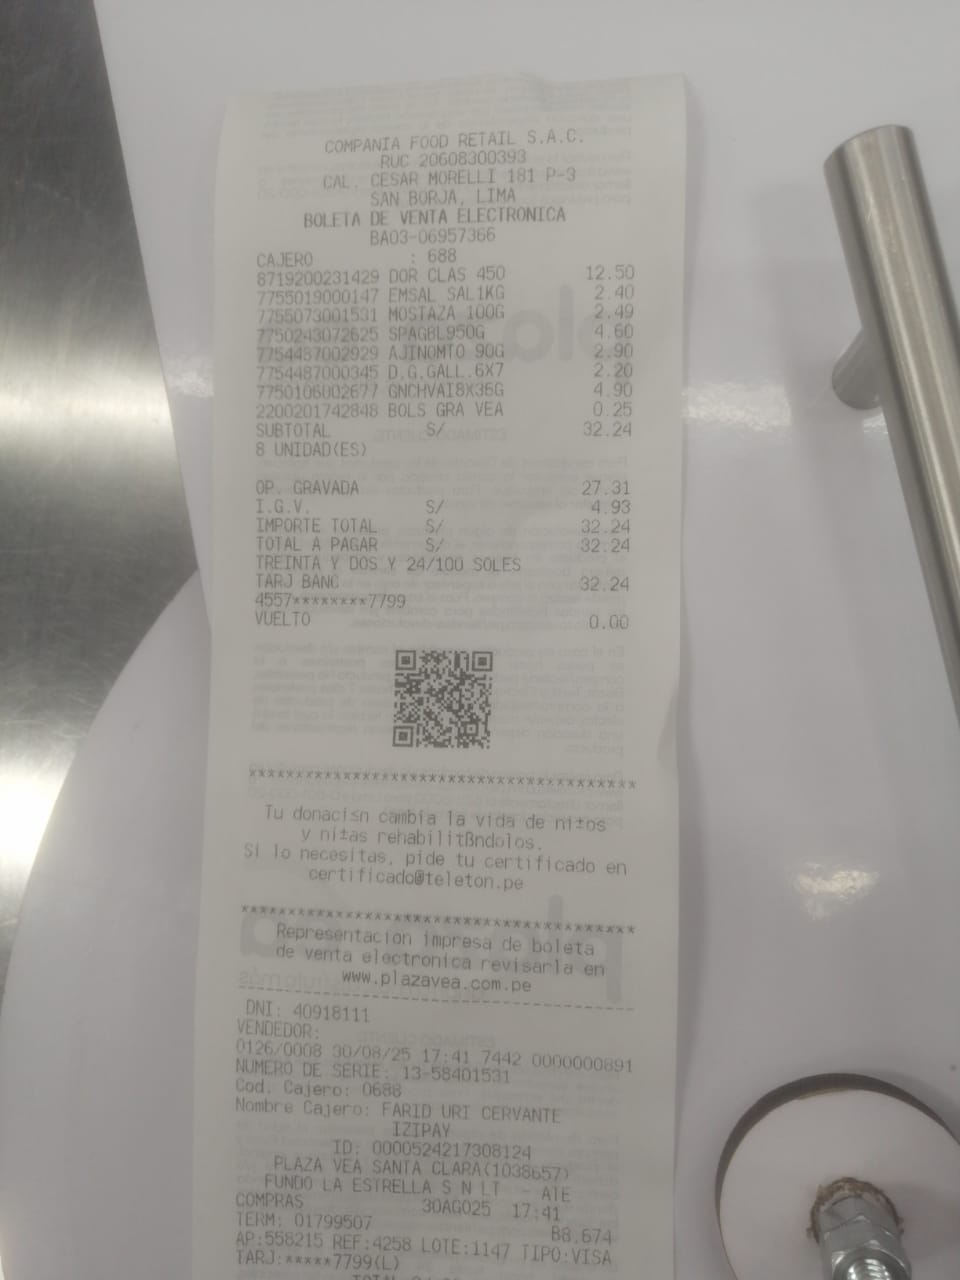 COMPANIA FOOD RETAIL S.A.C.
RUC 20608300393
CAL. CESAR MORELLI 181 P-3
SAN BORJA, LIMA
BOLETA DE VENTA ELECTRONICA
BA03-06957366
CAJERO : 688
8719200231429 DOR CLAS 450 12.50
7755019000147 EMSAL SAL1KG 2.40
7755073001531 MOSTAZA 100G 2.49
7750243072625 SPAGBL950G 4.60
7754487002929 AJINOMTO 90G 2.90
7754487000345 D.G.GALL.6X7 2.20
7750106002677 GNCHVAI8X36G 4.90
2200201742848 BOLS GRA VEA 0.25
SUBTOTAL S/ 32.24
8 UNIDAD(ES)
OP. GRAVADA 27.31
I.G.V. S/ 4.93
IMPORTE TOTAL S/ 32.24
TOTAL A PAGAR S/ 32.24
TREINTA Y DOS Y 24/100 SOLES
TARJ BANC 32.24
4557********7799
VUELTO 0.00
******************************************
Tu donacisn cambia la vida de ni±os
y ni±as rehabilitßndolos.
Si lo necesitas, pide tu certificado en
certificado@teleton.pe
******************************************
Representacion impresa de boleta
de venta electronica revisarla en
www.plazavea.com.pe
------------------------------------------
DNI: 40918111
VENDEDOR:
0126/0008 30/08/25 17:41 7442 0000000891
NUMERO DE SERIE: 13-58401531
Cod. Cajero: 0688
Nombre Cajero: FARID URI CERVANTE
IZIPAY
ID: 0000524217308124
PLAZA VEA SANTA CLARA(1038657)
FUNDO LA ESTRELLA S N LT - ATE
COMPRAS 30AGO25 17:41
TERM: 01799507 B8.674
AP:558215 REF:4258 LOTE:1147 TIPO:VISA
TARJ:*****7799(L)